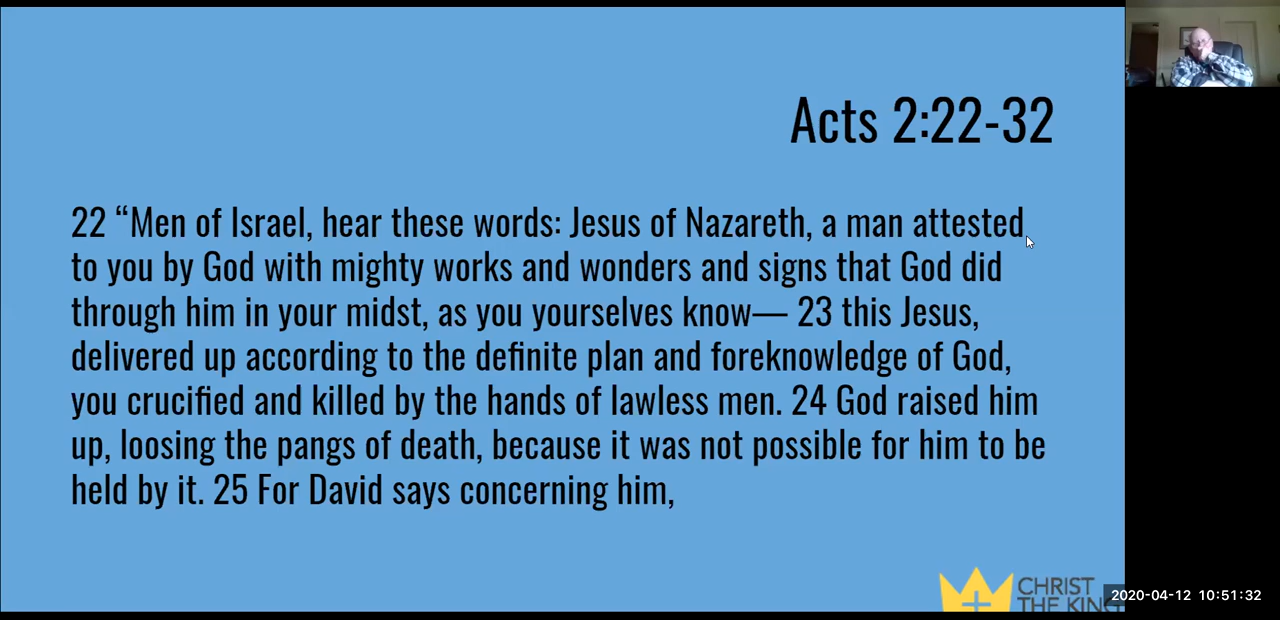 Acts 2:22-32
22 “Men of Israel, hear these words: Jesus of Nazareth, a man attested
to you by God with mighty works and wonders and signs that God did
through him in your midst, as you yourselves know— 23 this Jesus,
delivered up according to the definite plan and foreknowledge of God,
you crucified and killed by the hands of lawless men. 24 God raised him
up, loosing the pangs of death, because it was not possible for him to be
held by it. 25 For David says concerning him,
CHRIST
THE KING
2020-04-12 10:51:32